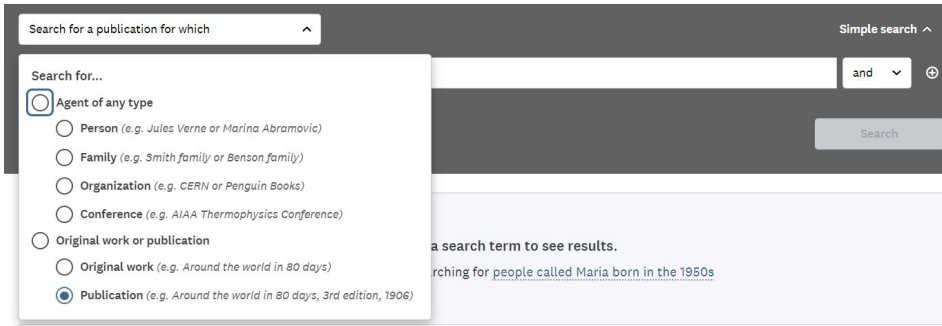 Search for a publication for which
Simple search
and
Search for...
Agent of any type
Person (e.g. Jules Verne or Marina Abramovic)
Search
Family (e.g. Smith family or Benson family)
Organization (e.g. CERN or Penguin Books)
Conference (e.g. AIAA Thermophysics Conference)
Original work or publication
a search term to see results.
Original work (e.g. Around the world in 80 days)
rching for people called Maria born in the 1950s
Publication (e.g. Around the world in 80 days, 3rd edition, 1906)